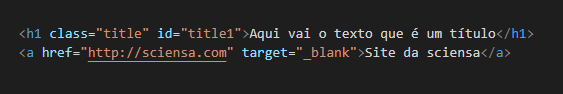 <h1 class="title" id="title1">Aqui vai o texto que é um título</h1>
<a href="http://sciensa.com" target="_blank">Site da sciensa</a>